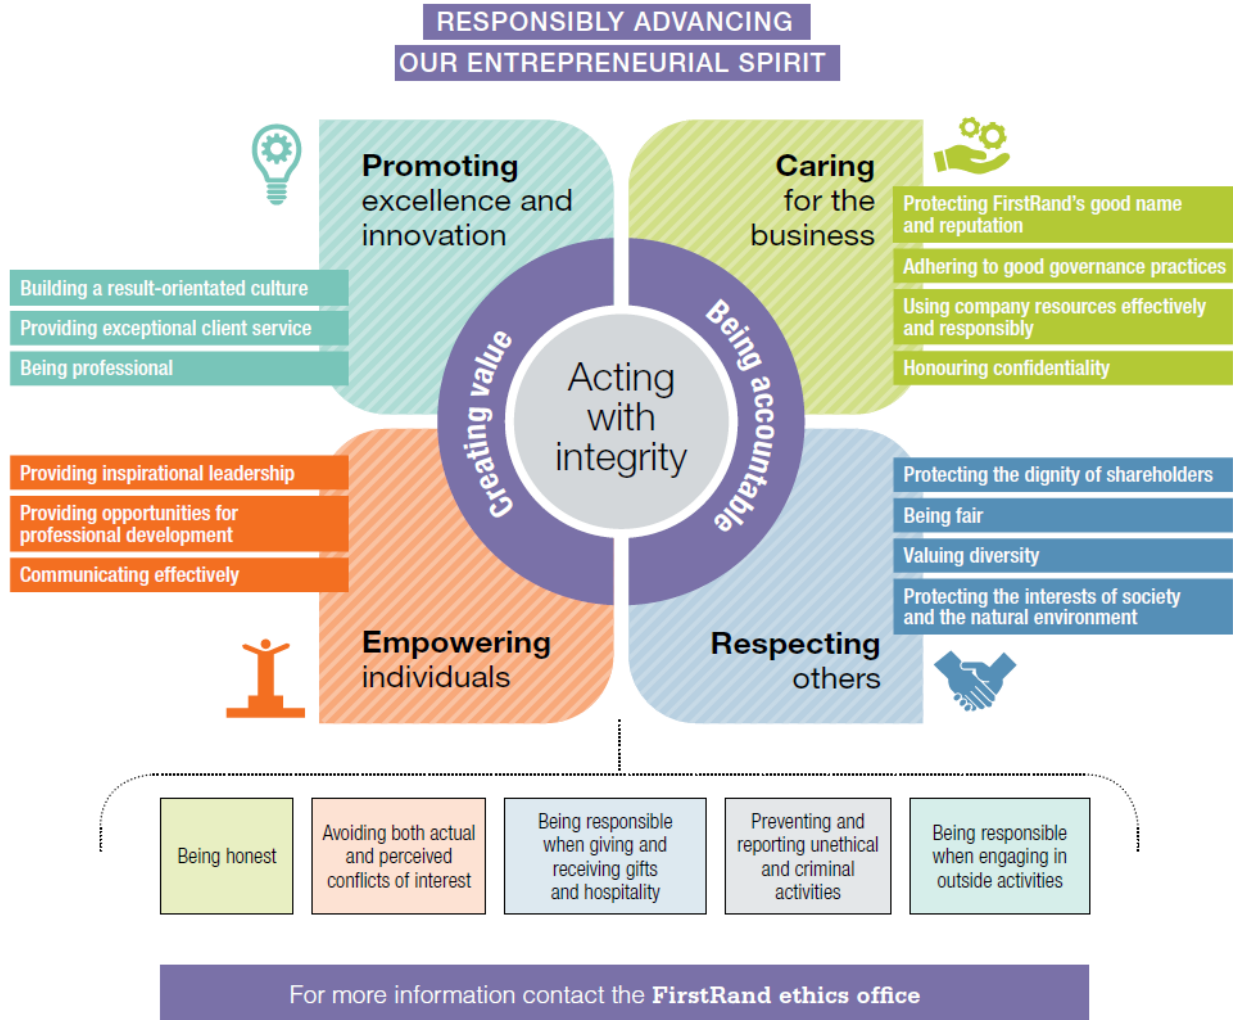 RESPONSIBLY ADVANCING
OUR ENTREPRENEURIAL SPIRIT
Promoting
excellence and
innovation
Building a result-orientated culture
Providing exceptional client service
Being professional
Caring
for the
business
Protecting FirstRand's good name
and reputation
Adhering to good governance practices
Using company resources effectively
and responsibly
Honouring confidentiality
Creating value
Acting
with
integrity
Being accountable
Providing inspirational leadership
Providing opportunities for
professional development
Communicating effectively
Empowering
individuals
Protecting the dignity of shareholders
Being fair
Valuing diversity
Protecting the interests of society
and the natural environment
Respecting
others
Being honest
Avoiding both actual
and perceived
conflicts of interest
Being responsible
when giving and
receiving gifts
and hospitality
Preventing and
reporting unethical
and criminal
activities
Being responsible
when engaging in
outside activities
For more information contact the FirstRand ethics office